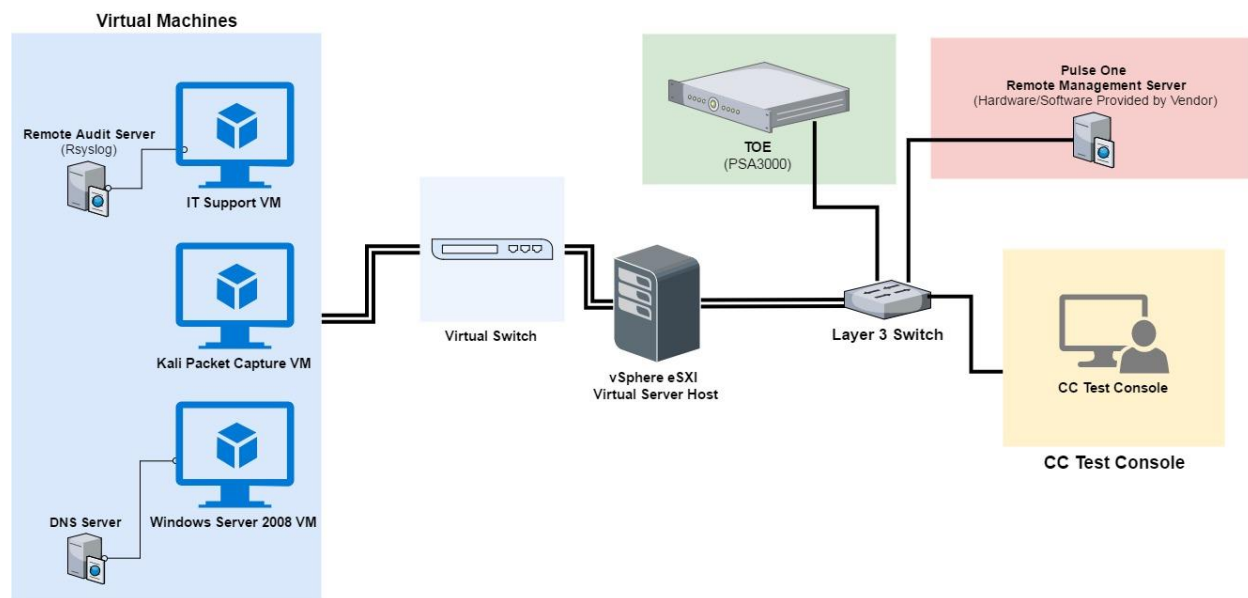 Virtual Machines
Remote Audit Server
(Rsyslog)
IT Support VM
Kali Packet Capture VM
DNS Server
Windows Server 2008 VM
Virtual Switch
vSphere eSXI
Virtual Server Host
TOE
(PSA3000)
Layer 3 Switch
Pulse One
Remote Management Server
(Hardware/Software Provided by Vendor)
CC Test Console
CC Test Console